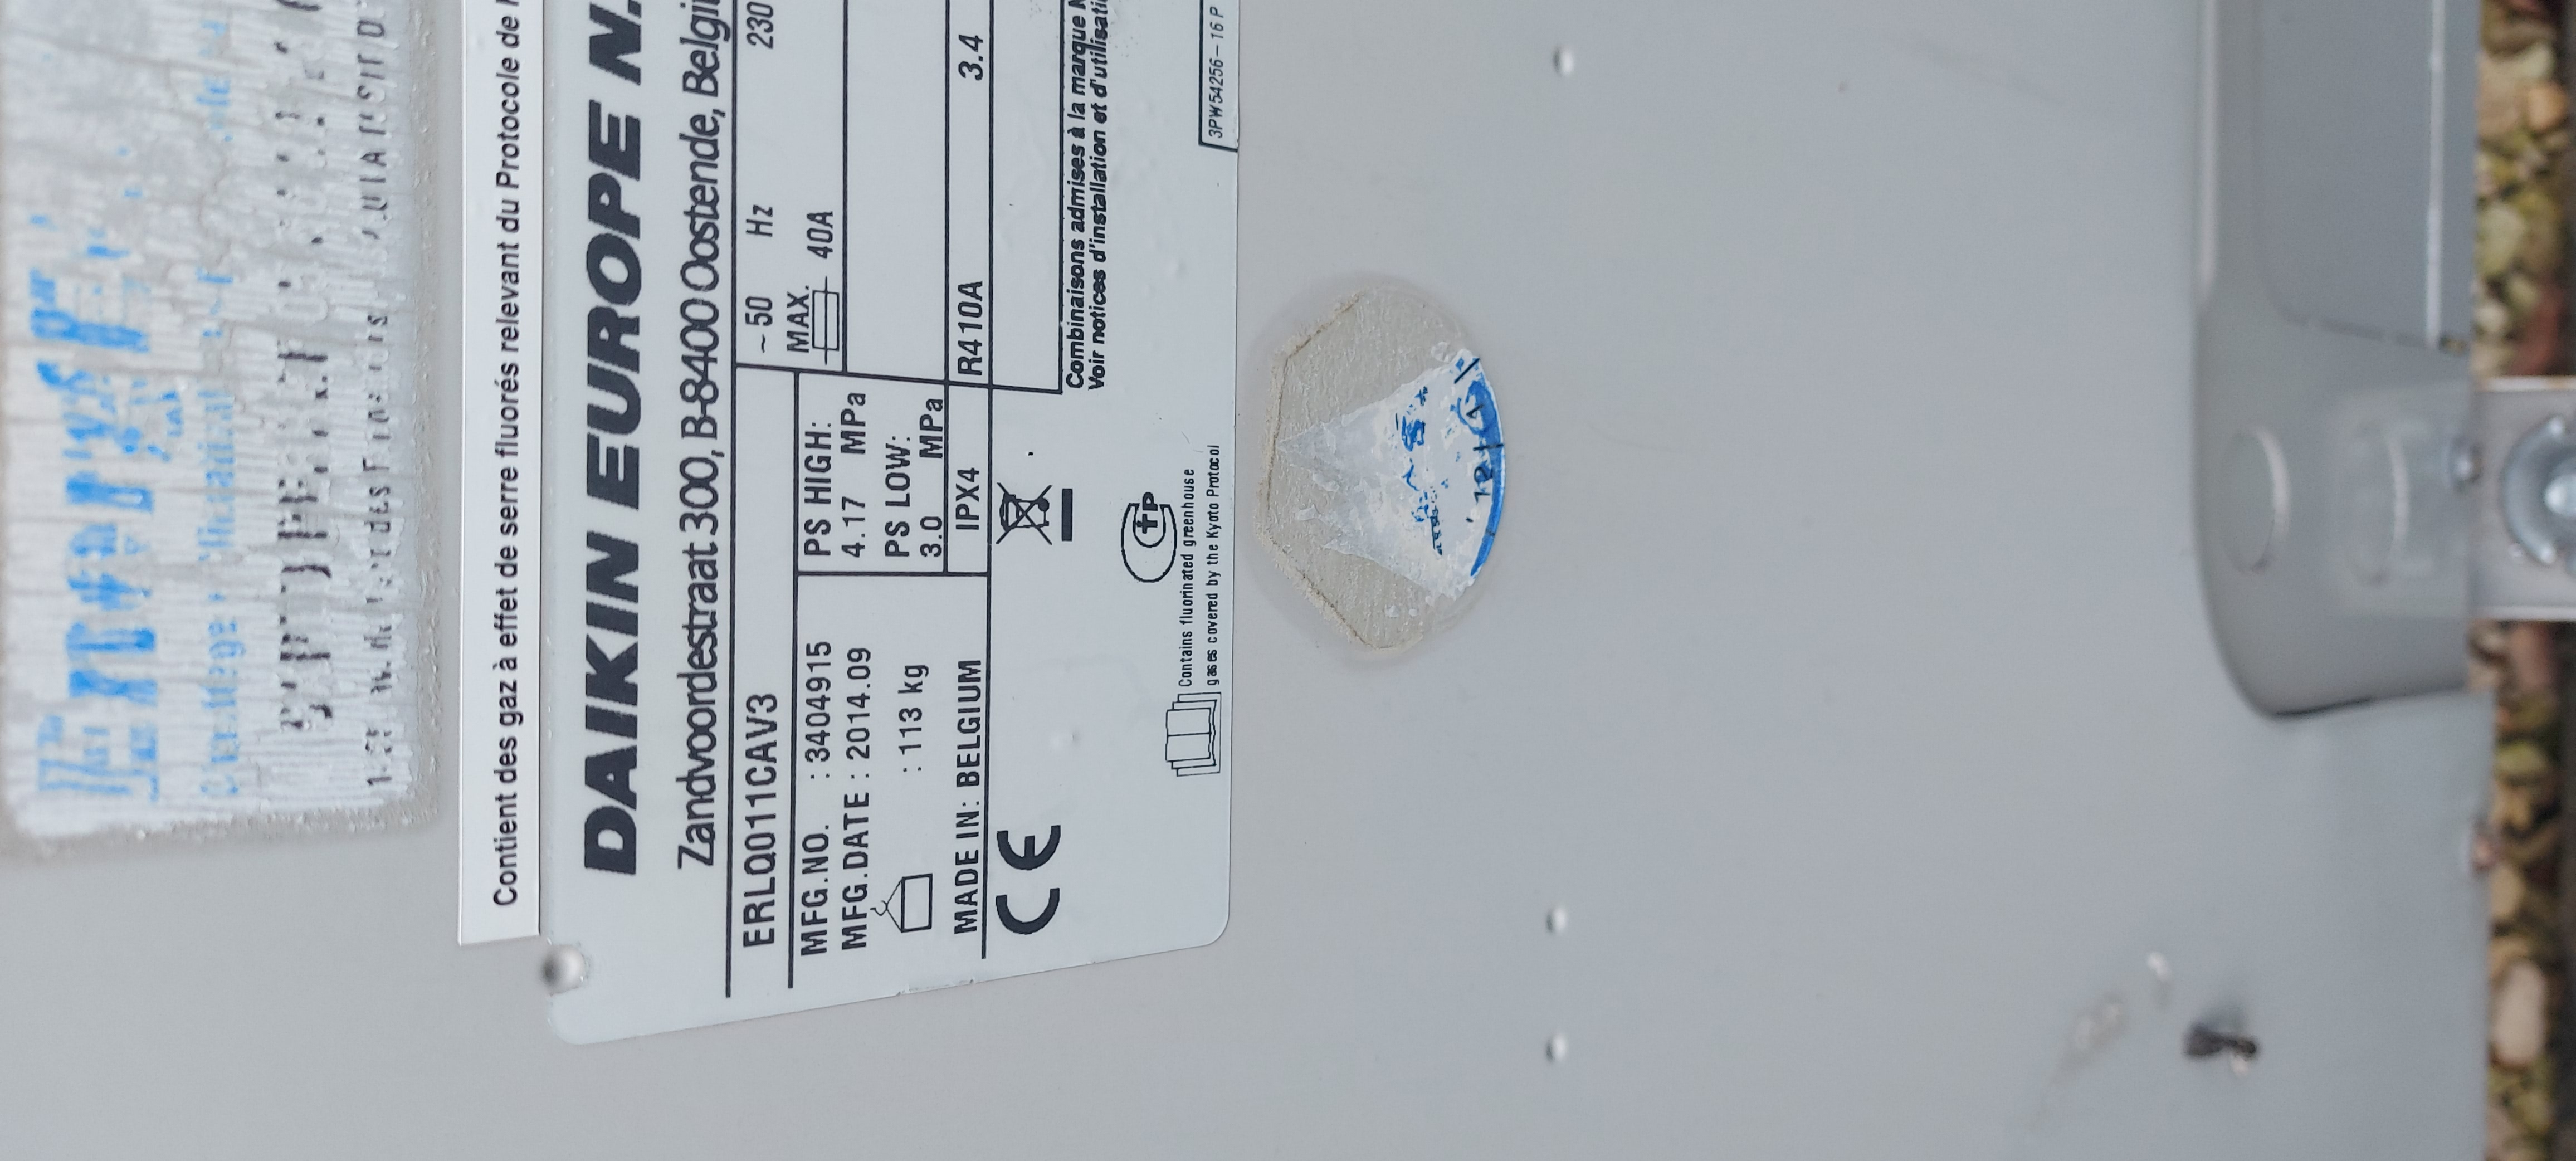 Contient des gaz à effet de serre fluorés relevant du Protocole de
DAIKIN EUROPE N.
Zandvoordestraat 300, B-8400 Oostende, Belgi
ERLQ011CAV3
~ 50 Hz 230
MAX. 40A
MFG.NO. : 3404915
MFG.DATE : 2014.09
: 113 kg
PS HIGH:
4.17 MPa
PS LOW:
3.0 MPa
MADE IN: BELGIUM
IPX4
R410A 3.4
CE
Combinaisons admises à la marque
Voir notices d'installation et d'utilisati
Contains fluorinated greenhouse
gases covered by the Kyoto Protocol
3PW54256-16 P